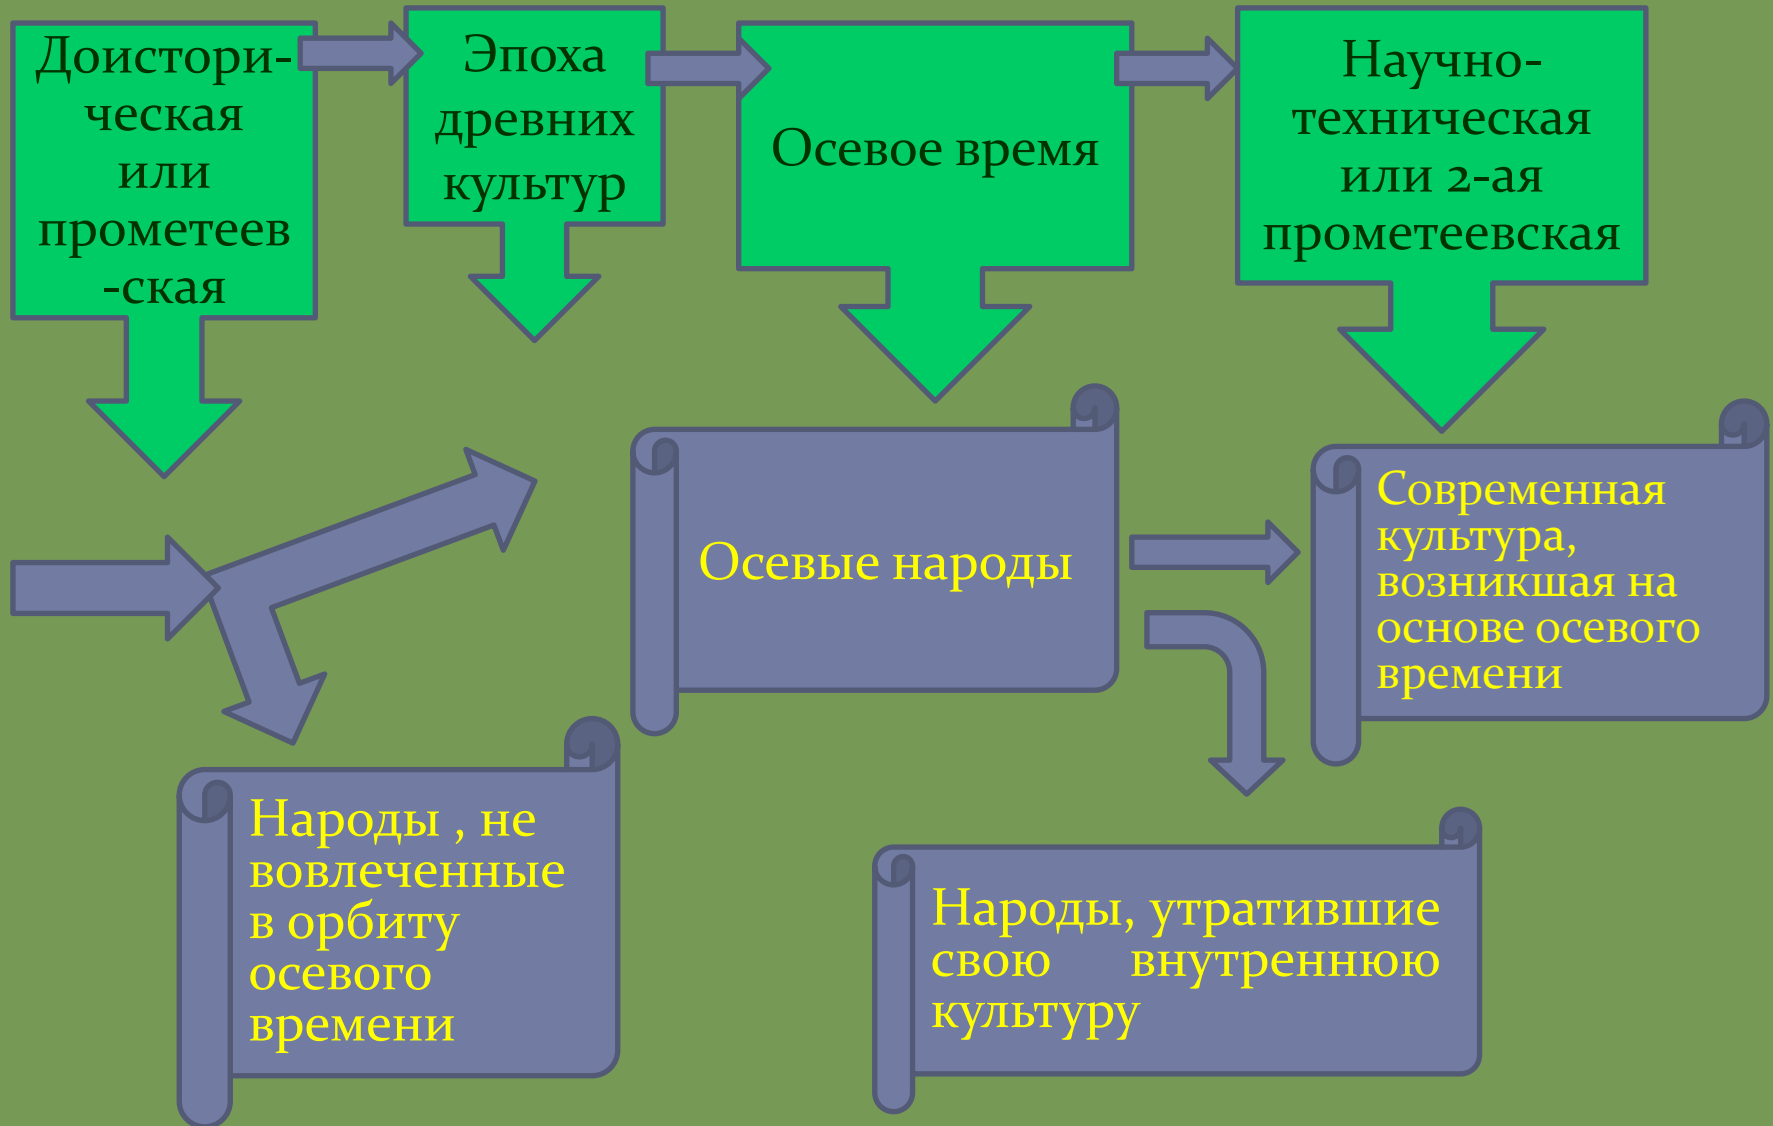 Доистори-
ческая
или
прометеев
-ская
Эпоха
древних
культур
Осевое время
Научно-
техническая
или 2-ая
прометеевская
Осевые народы
Современная
культура,
возникшая на
основе осевого
времени
Народы , не
вовлеченные
в орбиту
осевого
времени
Народы, утратившие
свою внутреннюю
культуру